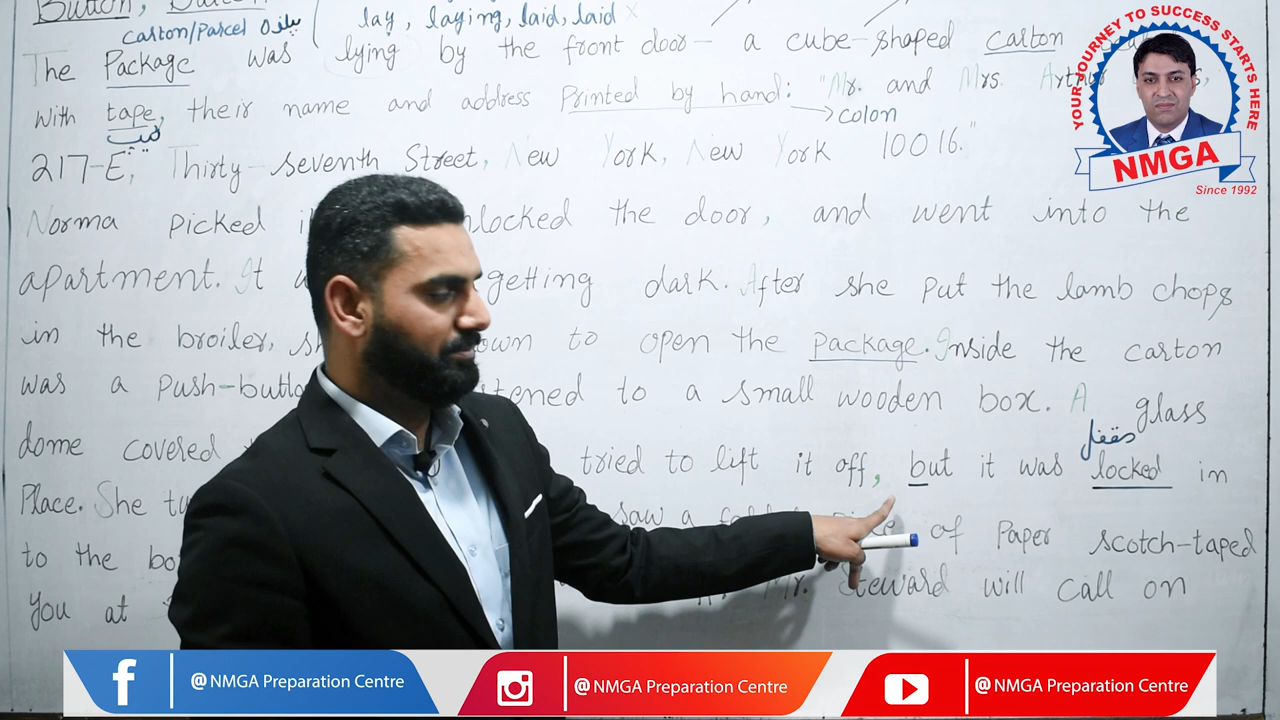 Button, Button
carton/Parcel
lay, laying, laid, laid x
The Package was lying by the front door- a cube-shaped carton
with tape, their name and address Printed by hand: "Mr. and Mrs. Arthur
ٹیپ
colon
217-E, Thirty-seventh Street, New York, New York 10016."
Norma picked nlocked the door, and went into the
apartment. It getting dark. After she put the lamb chops
in the broiler, own to open the package. Inside the carton
was a Push-butto stened to a small wooden box. A glass
مقفل
dome covered tried to lift it off, but it was locked in
Place. She tu saw a of Paper scotch-taped
to the bo Mr. Steward will call on
You at
YOUR JOURNEY TO SUCCESS STARTS HERE
NMGA
Since 1992
@NMGA Preparation Centre
@NMGA Preparation Centre
@NMGA Preparation Centre